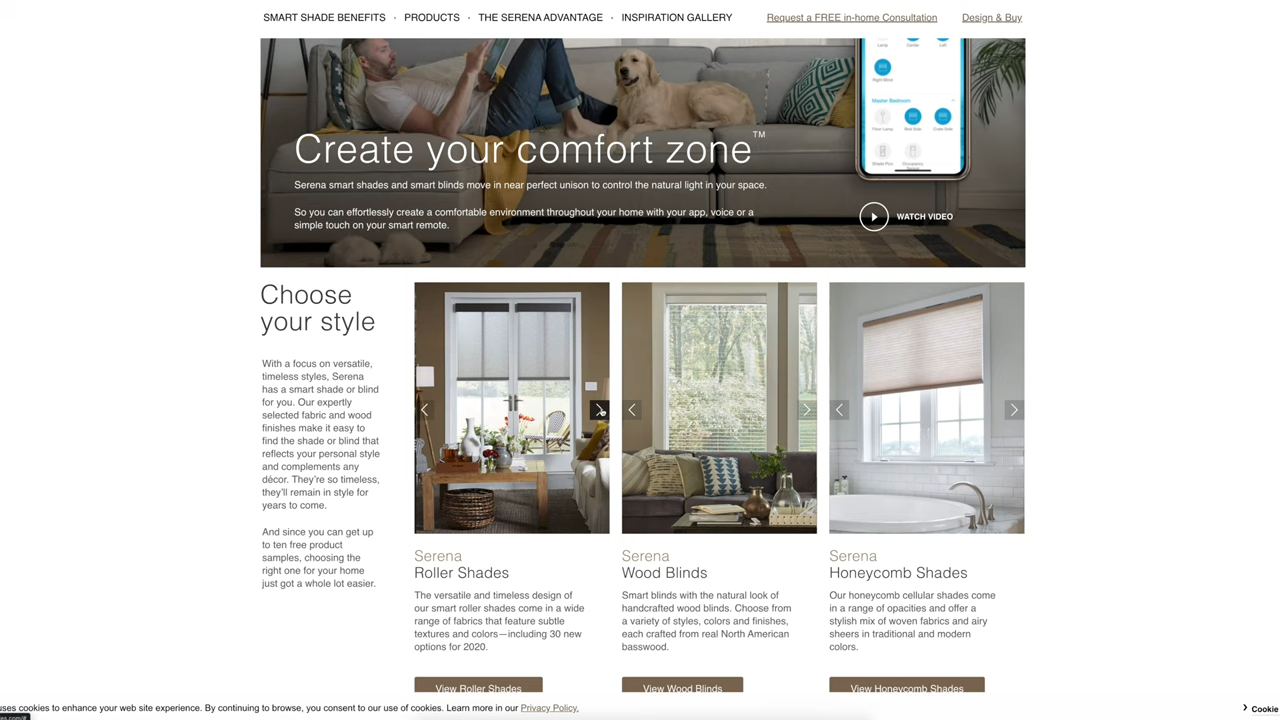 SMART SHADE BENEFITS · PRODUCTS · THE SERENA ADVANTAGE · INSPIRATION GALLERY Request a FREE in-home Consultation Design & Buy
Lamp Center Left
Right Blind
Master Bedroom
Floor Lamp
Shade Pico Occupancy
Create your comfort zone™
Serena smart shades and smart blinds move in near perfect unison to control the natural light in your space.
So you can effortlessly create a comfortable environment throughout your home with your app, voice or a
simple touch on your smart remote.
WATCH VIDEO
Choose
your style
With a focus on versatile,
timeless styles, Serena
has a smart shade or blind
for you. Our expertly
selected fabric and wood
finishes make it easy to
find the shade or blind that
reflects your personal style
and complements any
décor. They're so timeless,
they'll remain in style for
years to come.
And since you can get up
to ten free product
samples, choosing the
right one for your home
just got a whole lot easier.
Serena
Roller Shades
The versatile and timeless design of
our smart roller shades come in a wide
range of fabrics that feature subtle
textures and colors—including 30 new
options for 2020.
View Roller Shades
Serena
Wood Blinds
Smart blinds with the natural look of
handcrafted wood blinds. Choose from
a variety of styles, colors and finishes,
each crafted from real North American
basswood.
View Wood Blinds
Serena
Honeycomb Shades
Our honeycomb cellular shades come
in a range of opacities and offer a
stylish mix of woven fabrics and airy
sheers in traditional and modern
colors.
View Honeycomb Shades
uses cookies to enhance your web site experience. By continuing to browse, you consent to our use of cookies. Learn more in our Privacy Policy.
Cookie